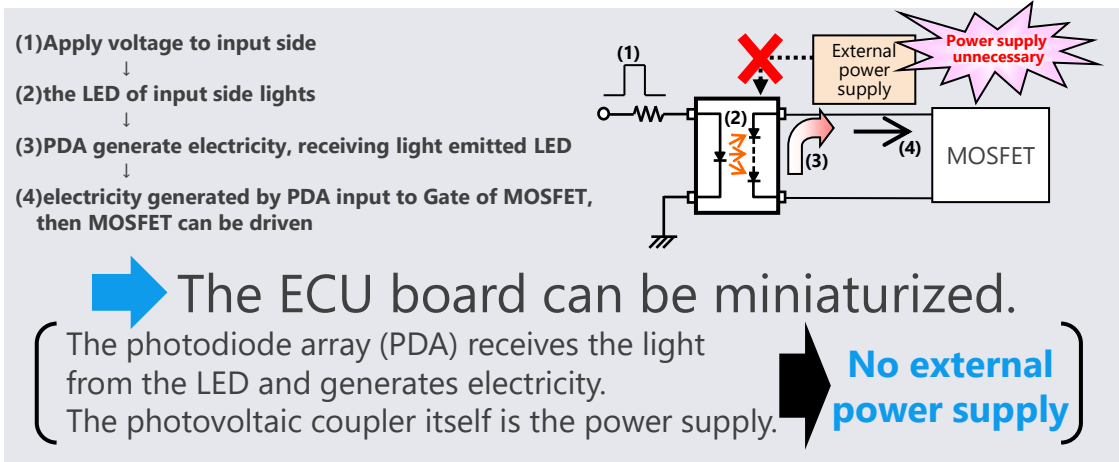 (1)Apply voltage to input side
↓
(2)the LED of input side lights
↓
(3)PDA generate electricity, receiving light emitted LED
↓
(4)electricity generated by PDA input to Gate of MOSFET,
then MOSFET can be driven
(1)
(2)
(3)
(4)
External
power
supply
Power supply
unnecessary
MOSFET
The ECU board can be miniaturized.
The photodiode array (PDA) receives the light
from the LED and generates electricity.
The photovoltaic coupler itself is the power supply.
No external
power supply